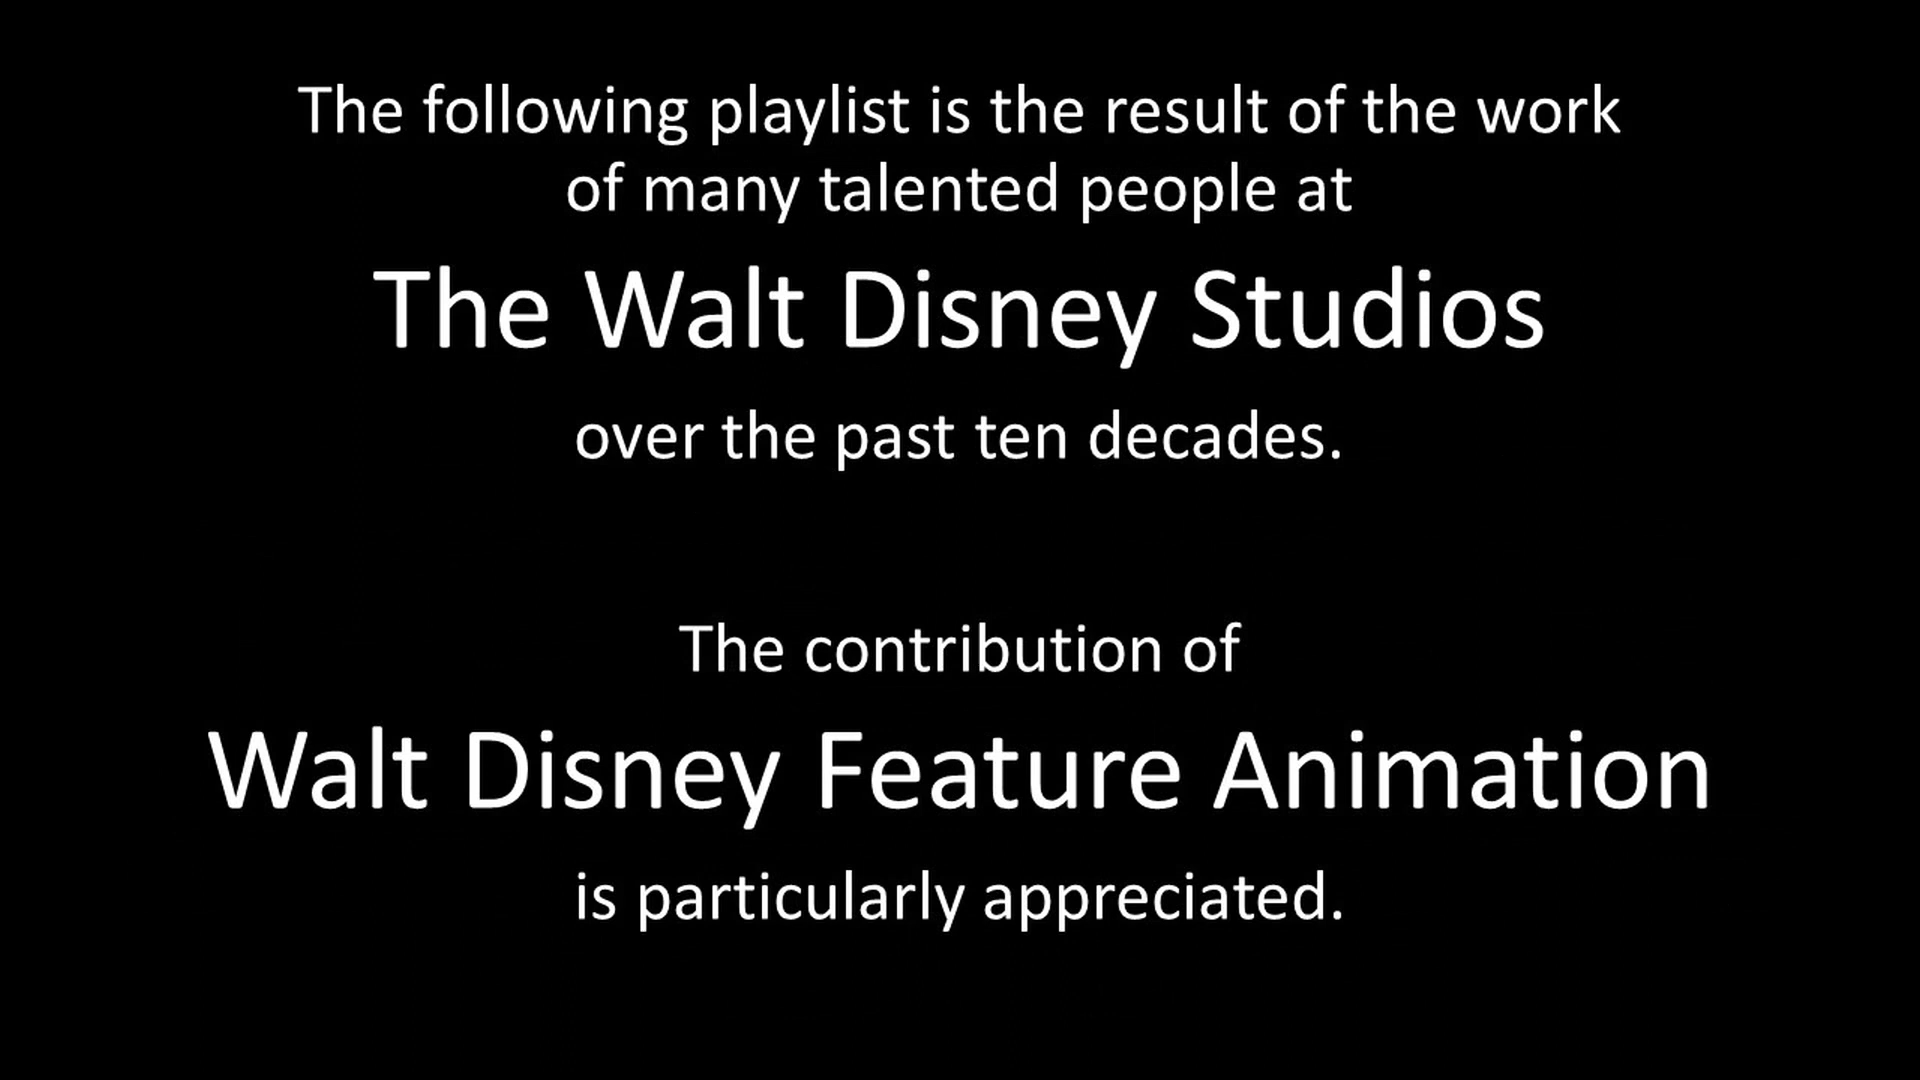 The following playlist is the result of the work
of many talented people at
The Walt Disney Studios
over the past ten decades.
The contribution of
Walt Disney Feature Animation
is particularly appreciated.